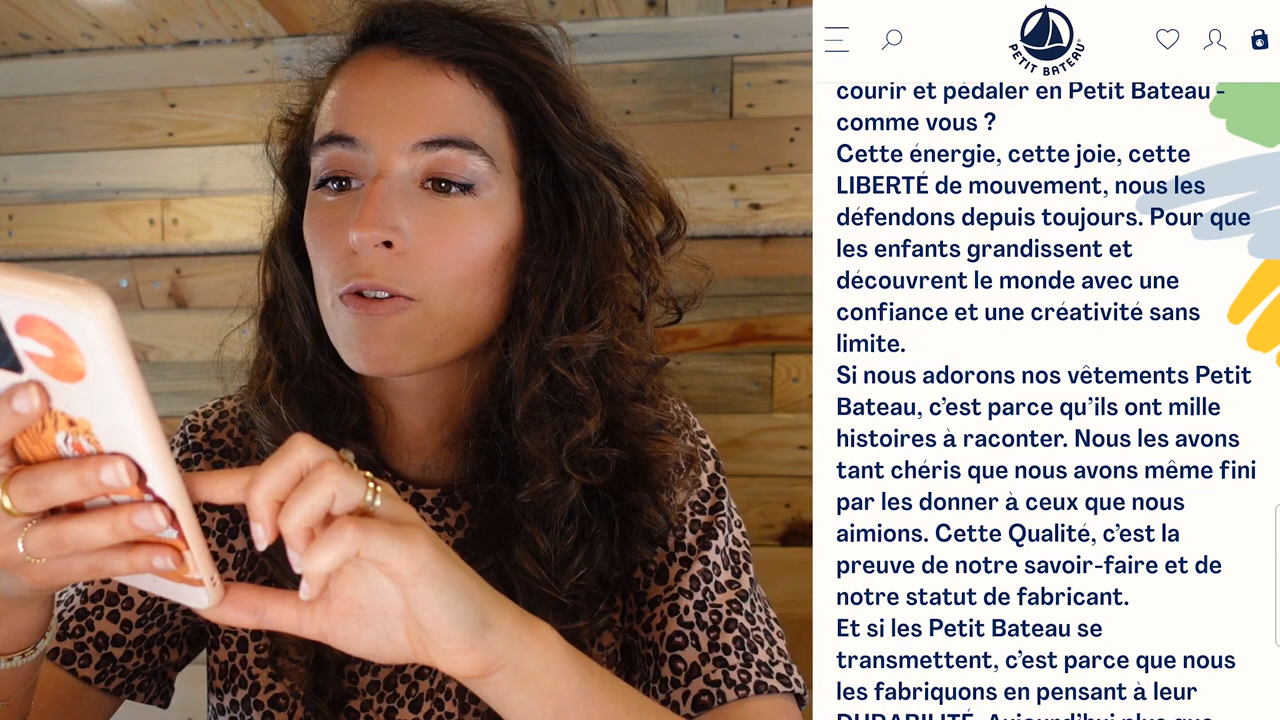 PETIT BATEAU
courir et pédaler en Petit Bateau -
comme vous ?
Cette énergie, cette joie, cette
LIBERTÉ de mouvement, nous les
défendons depuis toujours. Pour que
les enfants grandissent et
découvrent le monde avec une
confiance et une créativité sans
limite.
Si nous adorons nos vêtements Petit
Bateau, c’est parce qu’ils ont mille
histoires à raconter. Nous les avons
tant chéris que nous avons même fini
par les donner à ceux que nous
aimions. Cette Qualité, c’est la
preuve de notre savoir-faire et de
notre statut de fabricant.
Et si les Petit Bateau se
transmettent, c’est parce que nous
les fabriquons en pensant à leur
DURABILITÉ. Aujourd’hui plus que